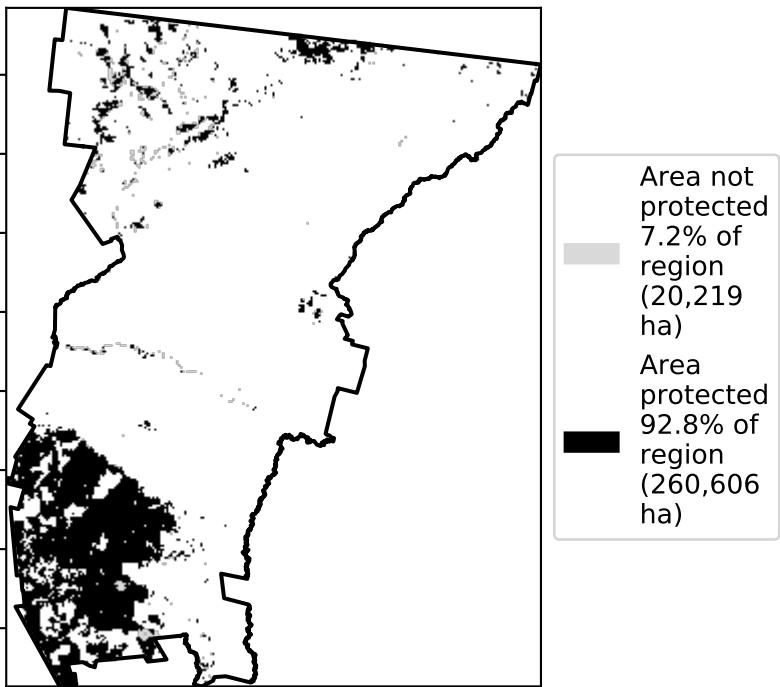 Area not
protected
7.2% of
region
(20,219
ha)
Area
protected
92.8% of
region
(260,606
ha)